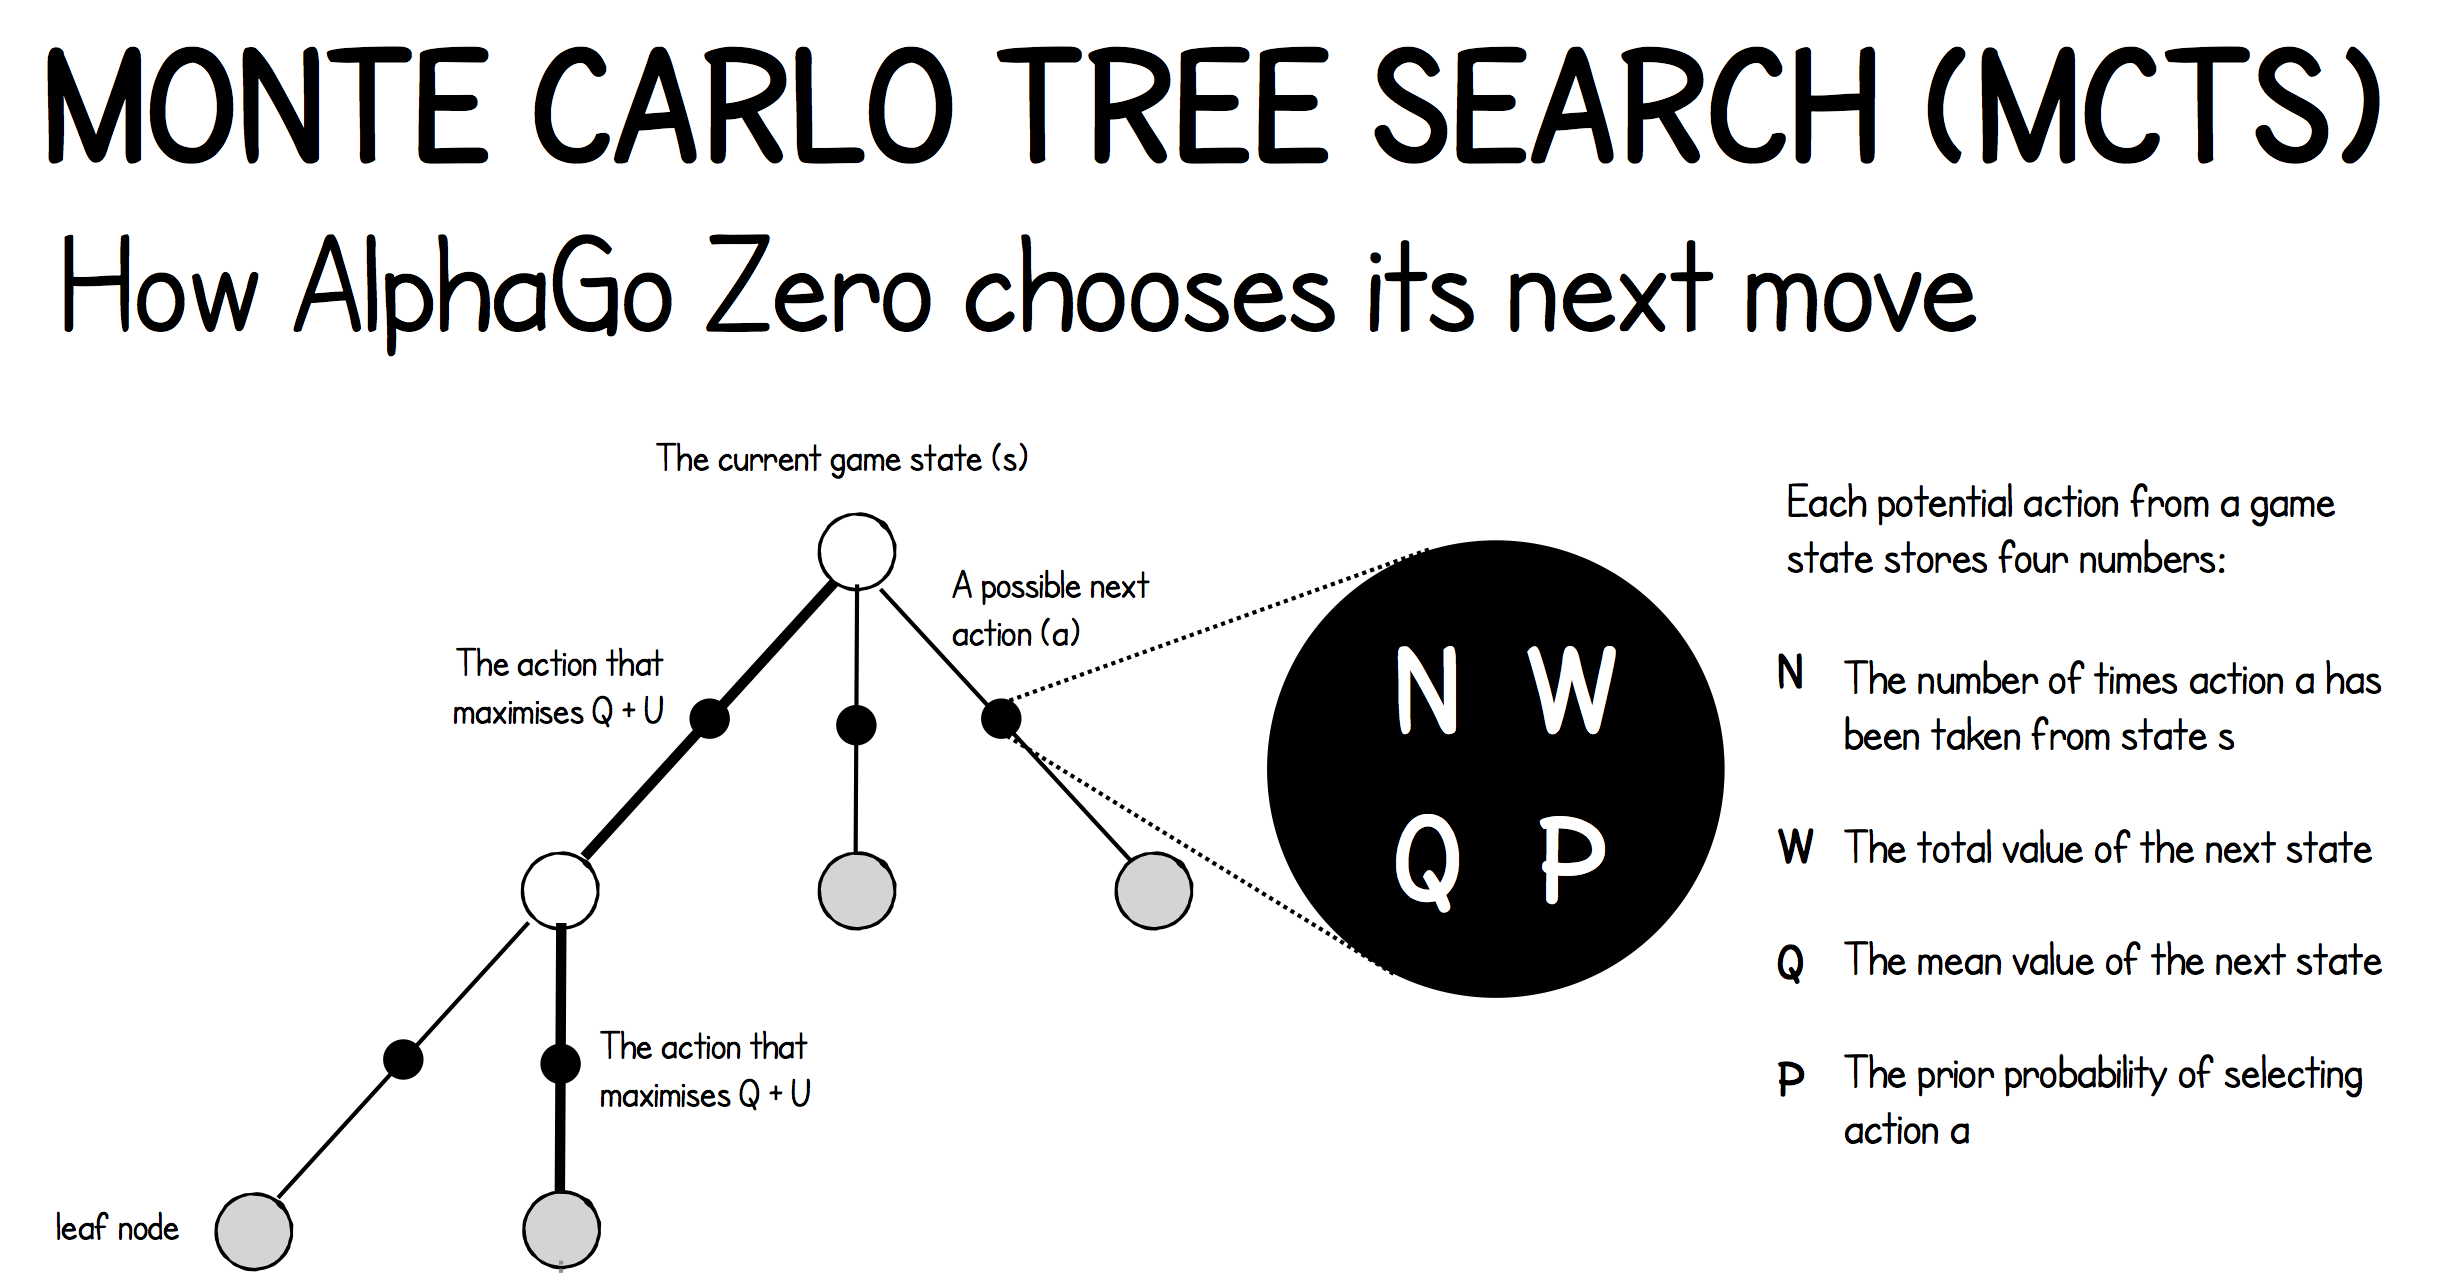 MONTE CARLO TREE SEARCH (MCTS)
How AlphaGo Zero chooses its next move
The current game state (s)
A possible next
action (a)
The action that
maximises Q + U
The action that
maximises Q + U
leaf node
N W
Q P
Each potential action from a game
state stores four numbers:
N The number of times action a has
been taken from state s
W The total value of the next state
Q The mean value of the next state
P The prior probability of selecting
action a